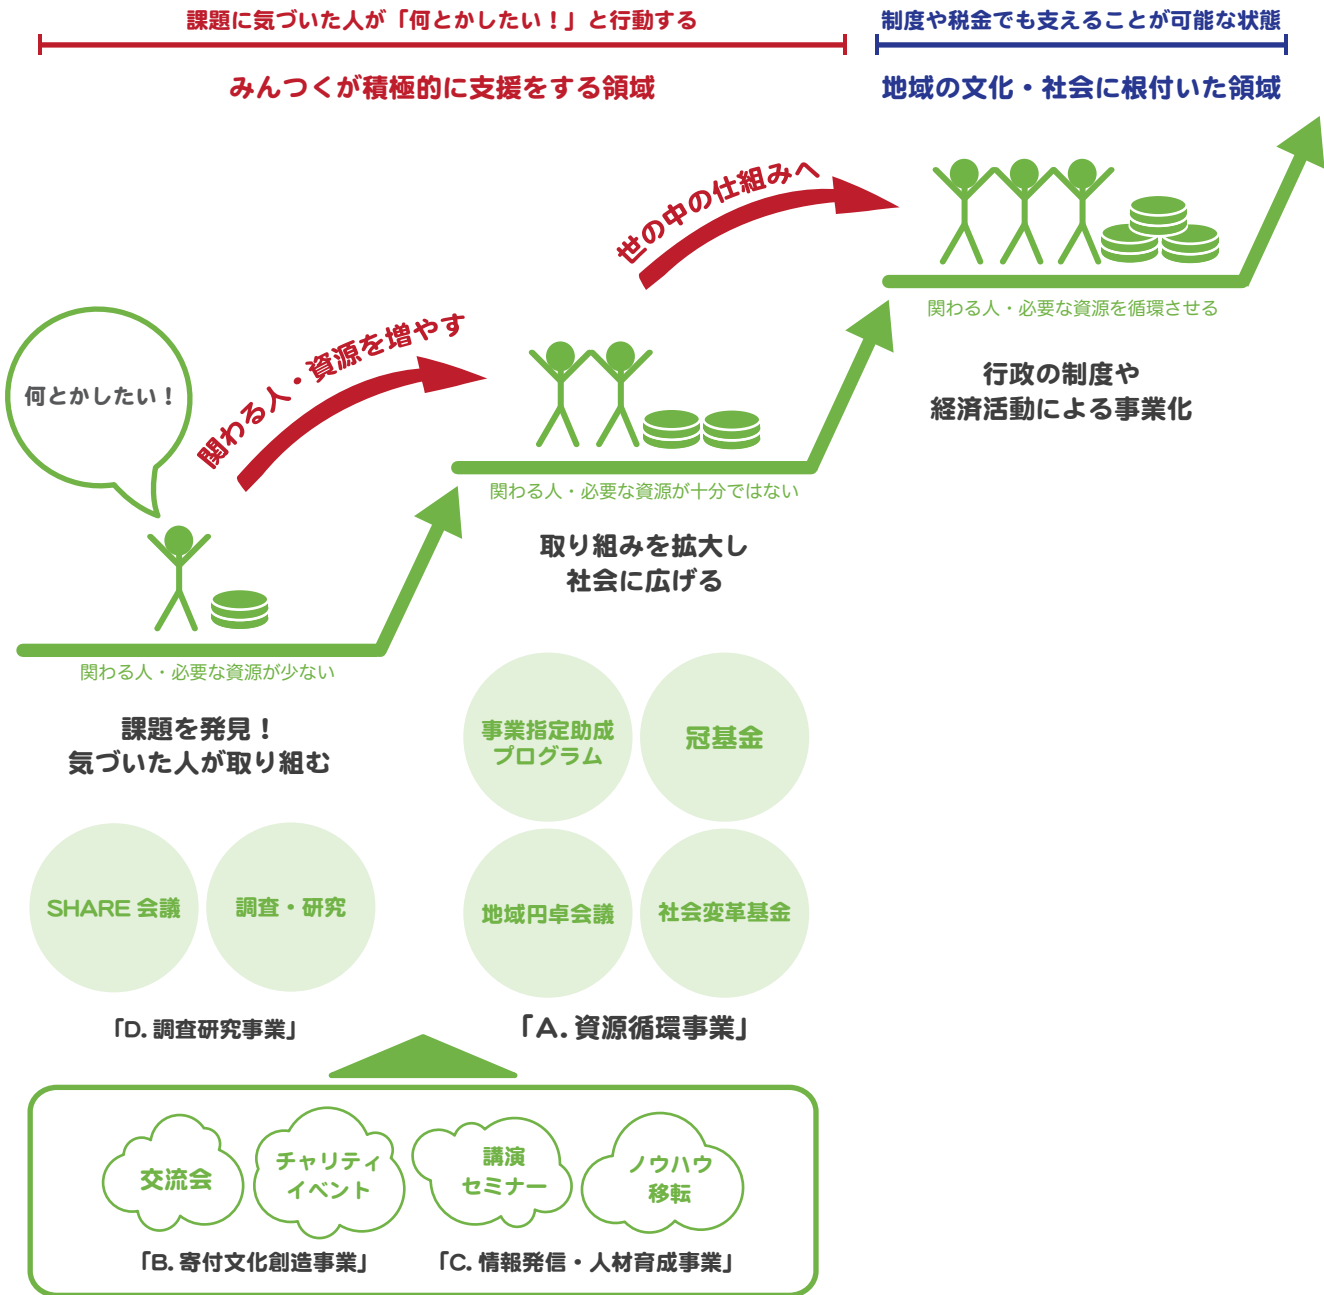 課題に気づいた人が「何とかしたい！」と行動する
制度や税金でも支えることが可能な状態
みんつくが積極的に支援をする領域
地域の文化・社会に根付いた領域
世の中の仕組みへ
関わる人・必要な資源を循環させる
行政の制度や
経済活動による事業化
関わる人・資源を増やす
何とかしたい！
関わる人・必要な資源が十分ではない
取り組みを拡大し
社会に広げる
関わる人・必要な資源が少ない
課題を発見！
気づいた人が取り組む
事業指定助成
プログラム
冠基金
SHARE 会議
調査・研究
地域円卓会議
社会変革基金
「D. 調査研究事業」
「A. 資源循環事業」
交流会
チャリティ
イベント
講演
セミナー
ノウハウ
移転
「B. 寄付文化創造事業」
「C. 情報発信・人材育成事業」